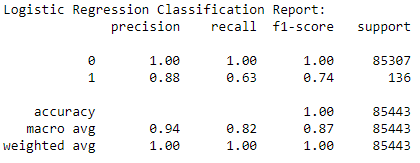 Logistic Regression Classification Report:
precision recall f1-score support
0 1.00 1.00 1.00 85307
1 0.88 0.63 0.74 136
accuracy 1.00 85443
macro avg 0.94 0.82 0.87 85443
weighted avg 1.00 1.00 1.00 85443